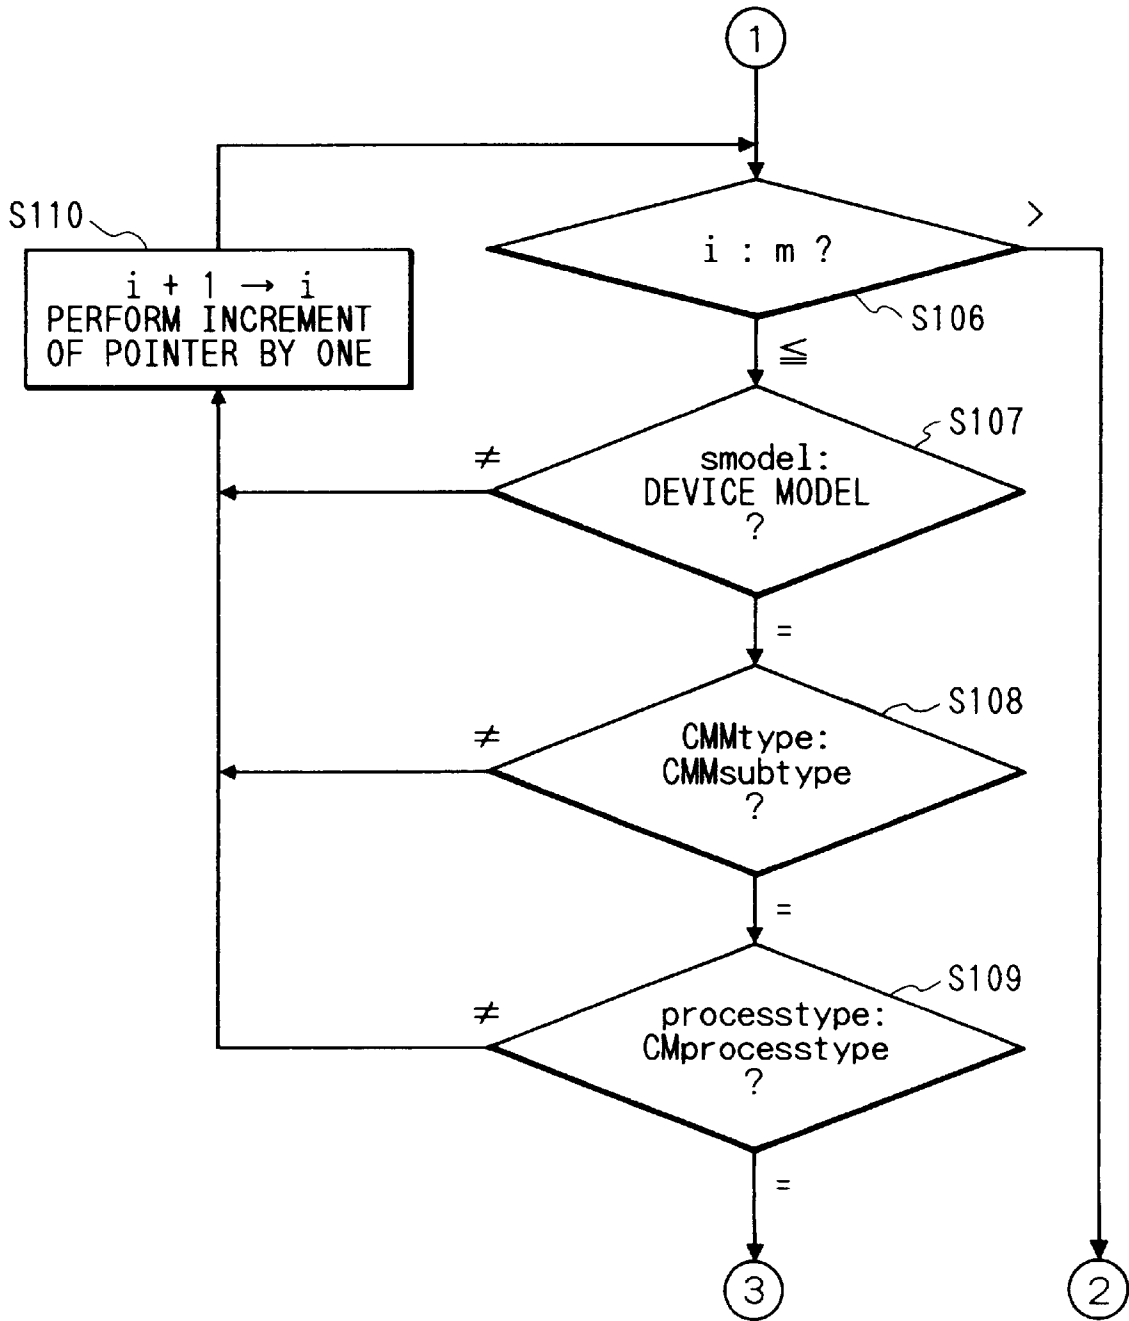 1
S110
i + 1 → i
PERFORM INCREMENT
OF POINTER BY ONE
>
i : m ?
S106
≦
S107
≠
smodel:
DEVICE MODEL
?
=
S108
≠
CMMtype:
CMMsubtype
?
=
S109
≠
processtype:
CMprocesstype
?
=
3
2